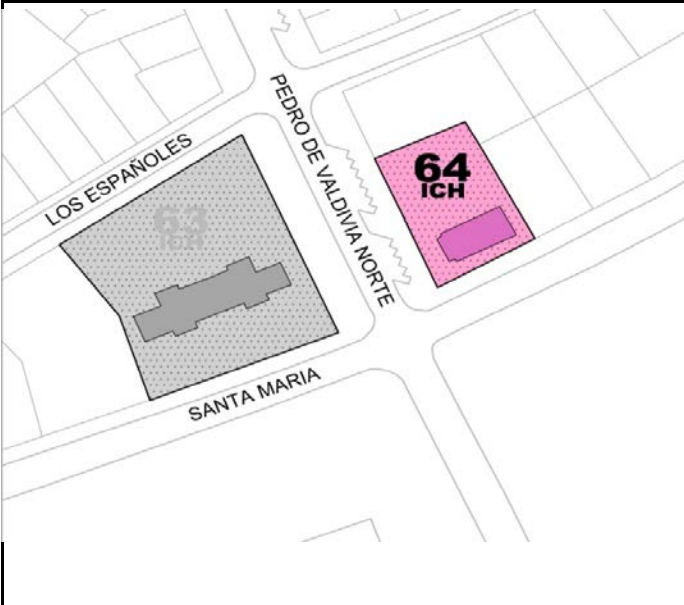 PEDRO DE VALDIVIA NORTE
LOS ESPAÑOLES
64
ICH
63
ICH
SANTA MARIA